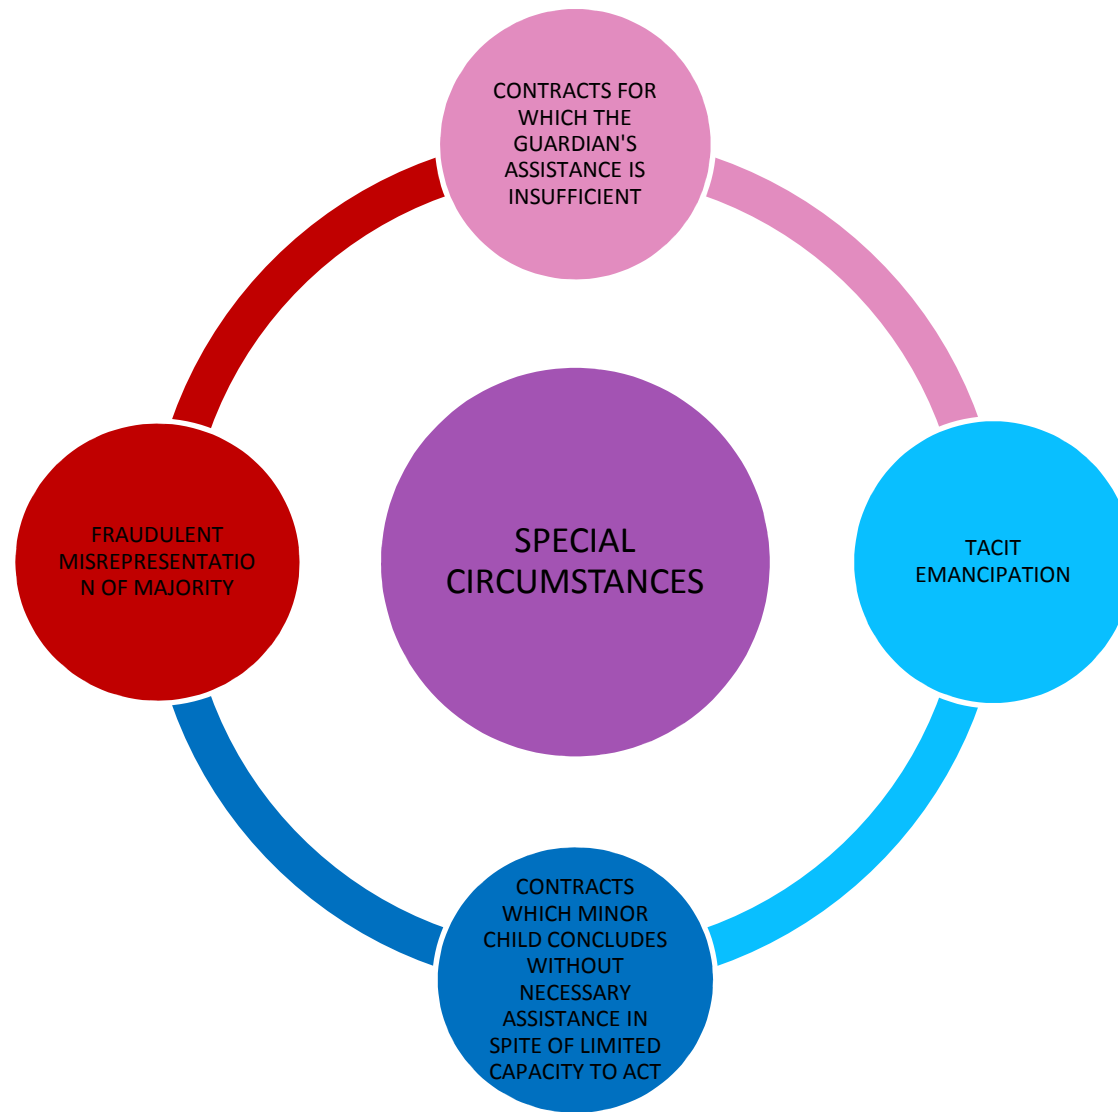 CONTRACTS FOR
WHICH THE
GUARDIAN'S
ASSISTANCE IS
INSUFFICIENT
FRAUDULENT
MISREPRESENTATIO
N OF MAJORITY
SPECIAL
CIRCUMSTANCES
TACIT
EMANCIPATION
CONTRACTS
WHICH MINOR
CHILD CONCLUDES
WITHOUT
NECESSARY
ASSISTANCE IN
SPITE OF LIMITED
CAPACITY TO ACT